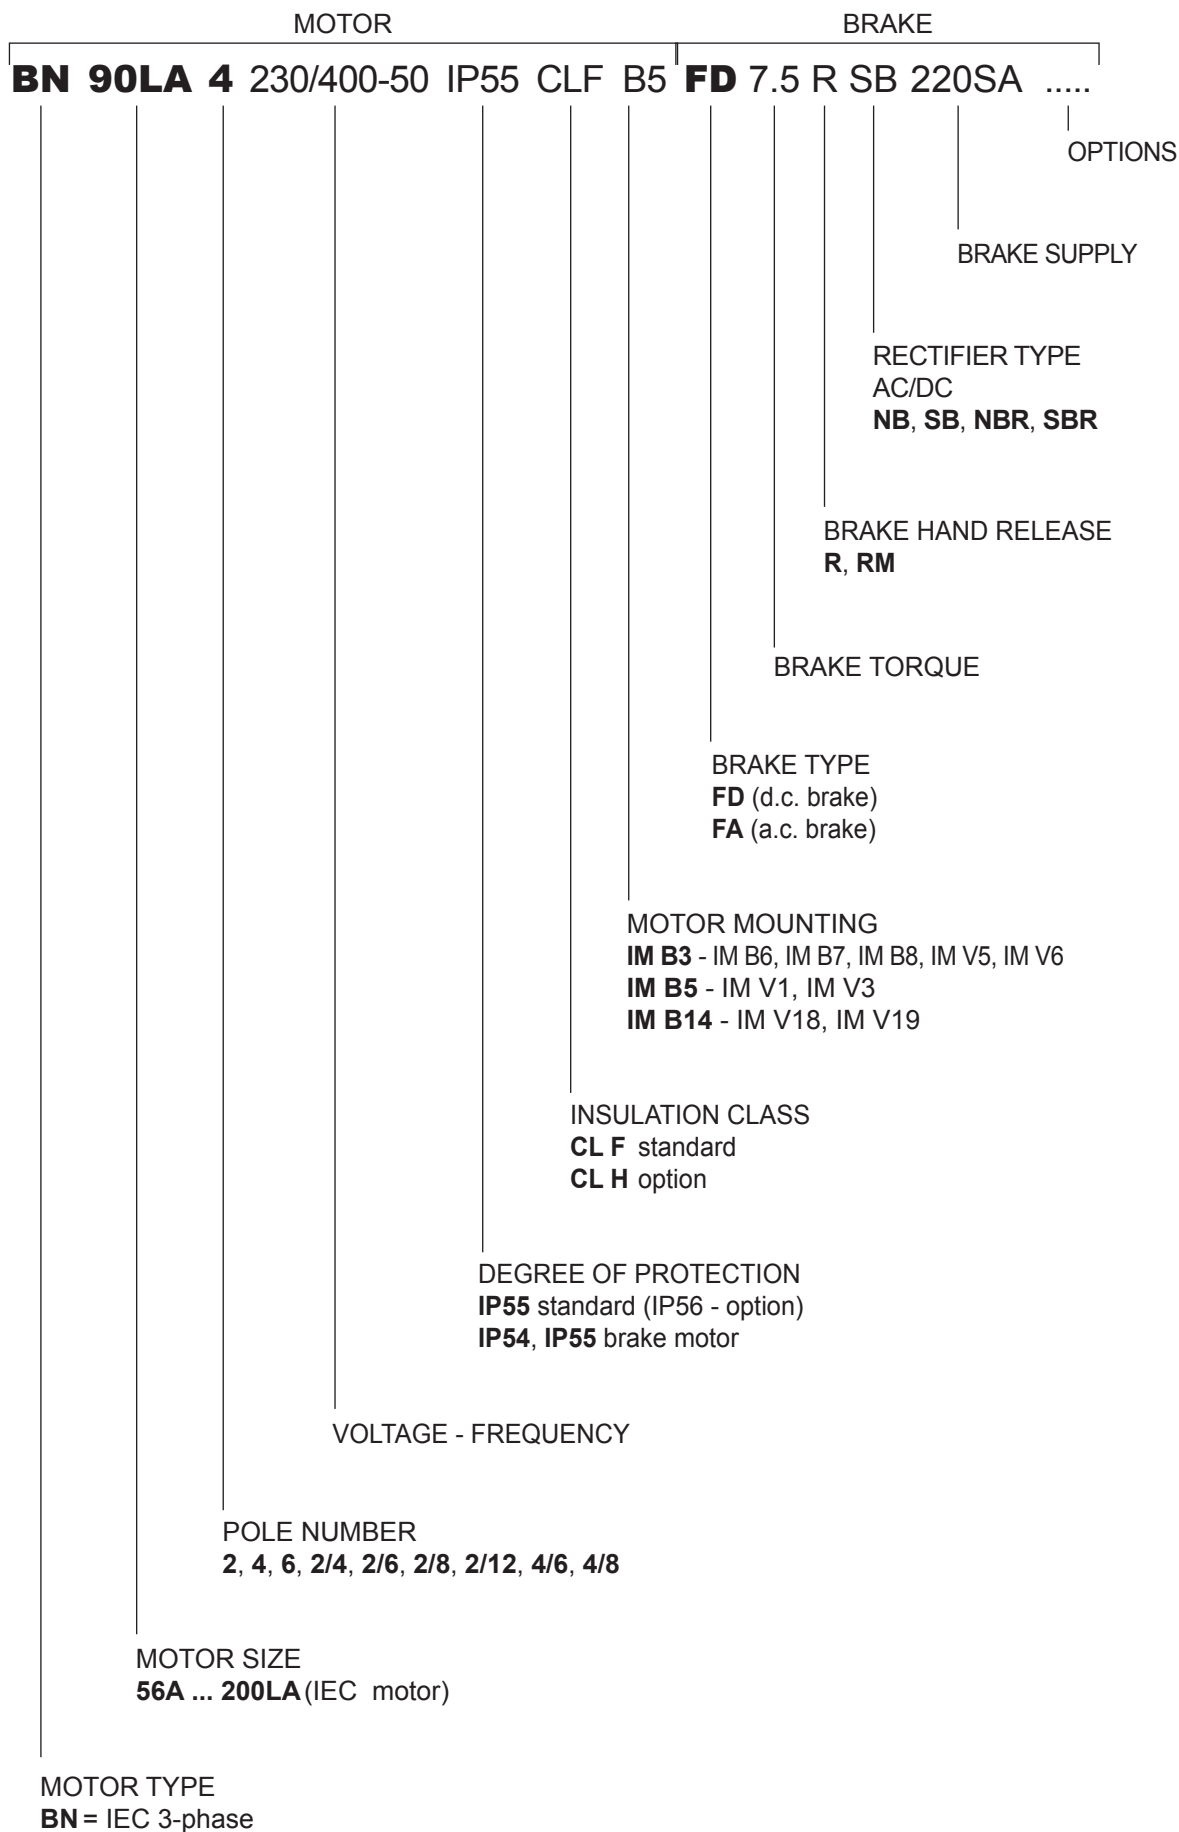 MOTOR BRAKE
BN 90LA 4 230/400-50 IP55 CLF B5 FD 7.5 R SB 220SA .....
OPTIONS
BRAKE SUPPLY
RECTIFIER TYPE
AC/DC
NB, SB, NBR, SBR
BRAKE HAND RELEASE
R, RM
BRAKE TORQUE
BRAKE TYPE
FD (d.c. brake)
FA (a.c. brake)
MOTOR MOUNTING
IM B3 - IM B6, IM B7, IM B8, IM V5, IM V6
IM B5 - IM V1, IM V3
IM B14 - IM V18, IM V19
INSULATION CLASS
CL F standard
CL H option
DEGREE OF PROTECTION
IP55 standard (IP56 - option)
IP54, IP55 brake motor
VOLTAGE - FREQUENCY
POLE NUMBER
2, 4, 6, 2/4, 2/6, 2/8, 2/12, 4/6, 4/8
MOTOR SIZE
56A ... 200LA (IEC motor)
MOTOR TYPE
BN = IEC 3-phase